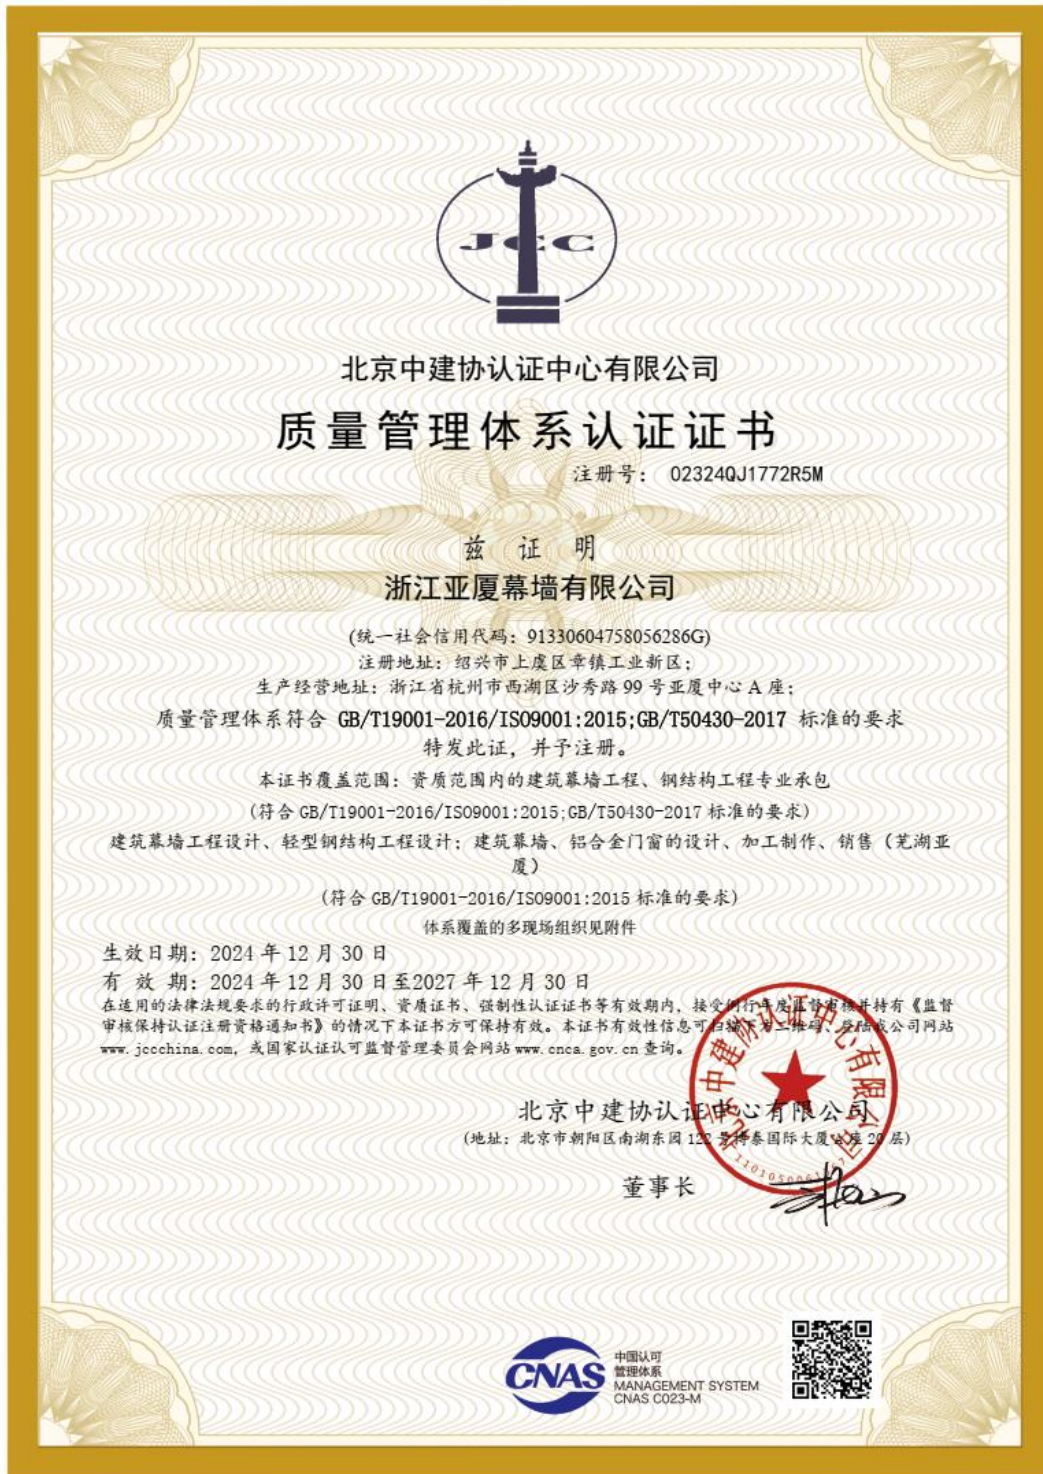 JCC
北京中建协认证中心有限公司
质量管理体系认证证书
注册号： 02324QJ1772R5M
兹 证 明
浙江亚厦幕墙有限公司
(统一社会信用代码：91330604758056286G)
注册地址：绍兴市上虞区章镇工业新区；
生产经营地址：浙江省杭州市西湖区沙秀路 99 号亚厦中心 A 座；
质量管理体系符合 GB/T19001-2016/ISO9001:2015;GB/T50430-2017 标准的要求
特发此证，并予注册。
本证书覆盖范围：资质范围内的建筑幕墙工程、钢结构工程专业承包
(符合 GB/T19001-2016/ISO9001:2015;GB/T50430-2017 标准的要求)
建筑幕墙工程设计、轻型钢结构工程设计；建筑幕墙、铝合金门窗的设计、加工制作、销售（芜湖亚
厦）
(符合 GB/T19001-2016/ISO9001:2015 标准的要求)
体系覆盖的多现场组织见附件
生效日期：2024 年 12 月 30 日
有 效 期：2024 年 12 月 30 日至2027 年 12 月 30 日
在适用的法律法规要求的行政许可证明、资质证书、强制性认证证书等有效期内，接受例行年度监督审核并持有《监督
审核保持认证注册资格通知书》的情况下本证书方可保持有效。本证书有效性信息可扫描下方二维码、登陆我公司网站
www.jccchina.com，或国家认证认可监督管理委员会网站 www.cnca.gov.cn 查询。
北京中建协认证中心有限公司
北京中建协认证中心有限公司
(地址：北京市朝阳区南湖东园 122 号博泰国际大厦 座 20 层)
董事长
CNAS
中国认可
管理体系
MANAGEMENT SYSTEM
CNAS C023-M